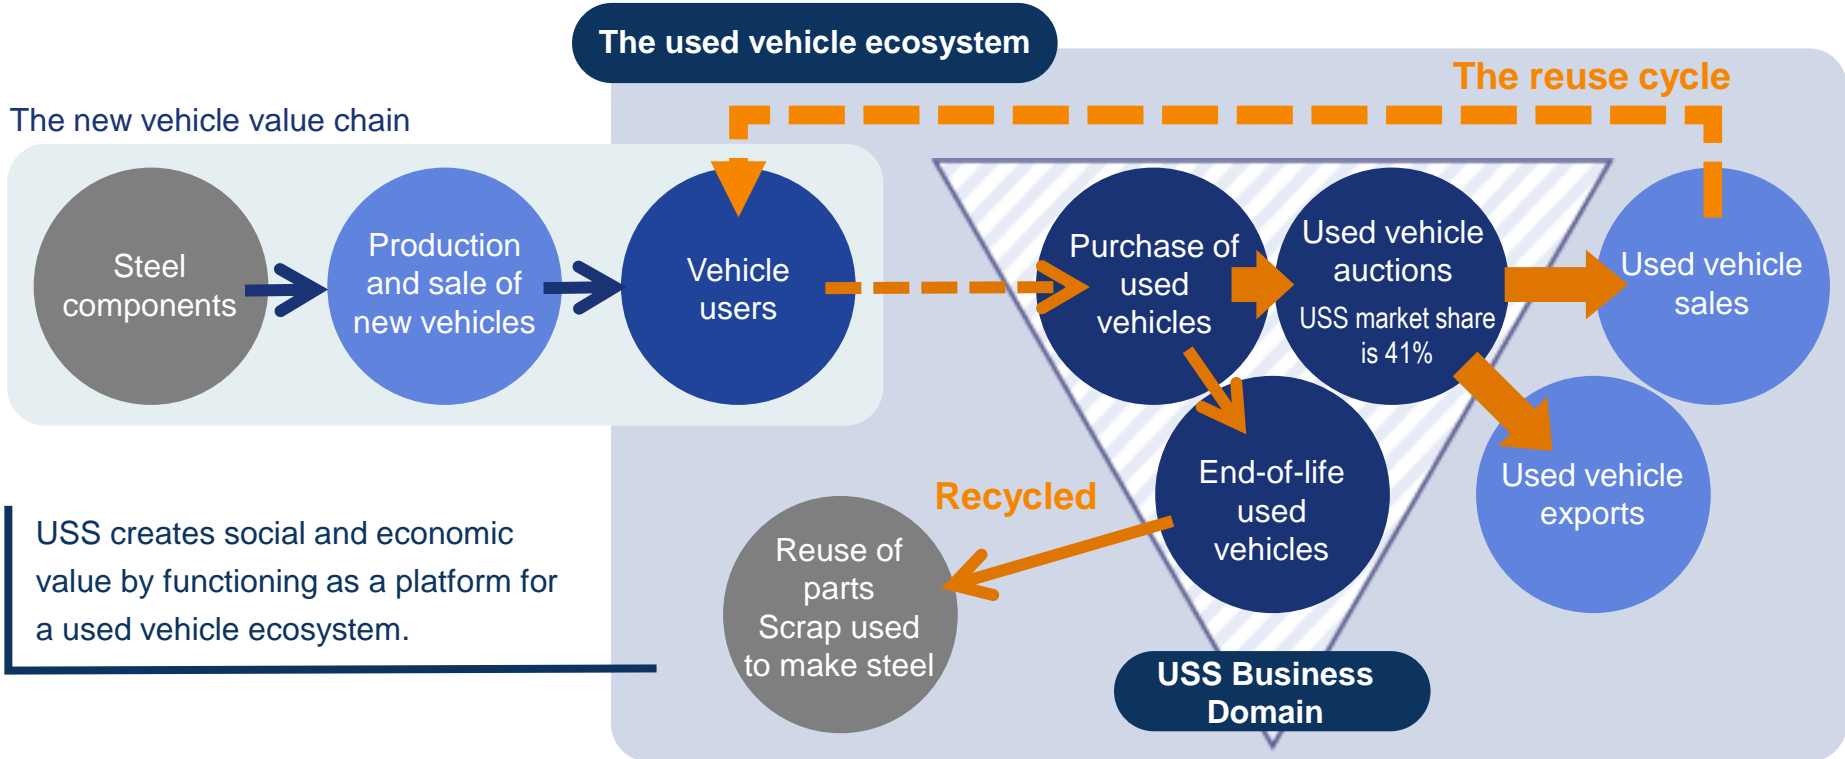 The used vehicle ecosystem
The reuse cycle
The new vehicle value chain
Steel
components
Production
and sale of
new vehicles
Vehicle
users
Purchase of
used
vehicles
Used vehicle
auctions
USS market share
is 41%
Used vehicle
sales
End-of-life
used
vehicles
Used vehicle
exports
Recycled
Reuse of
parts
Scrap used
to make steel
USS creates social and economic
value by functioning as a platform for
a used vehicle ecosystem.
USS Business
Domain